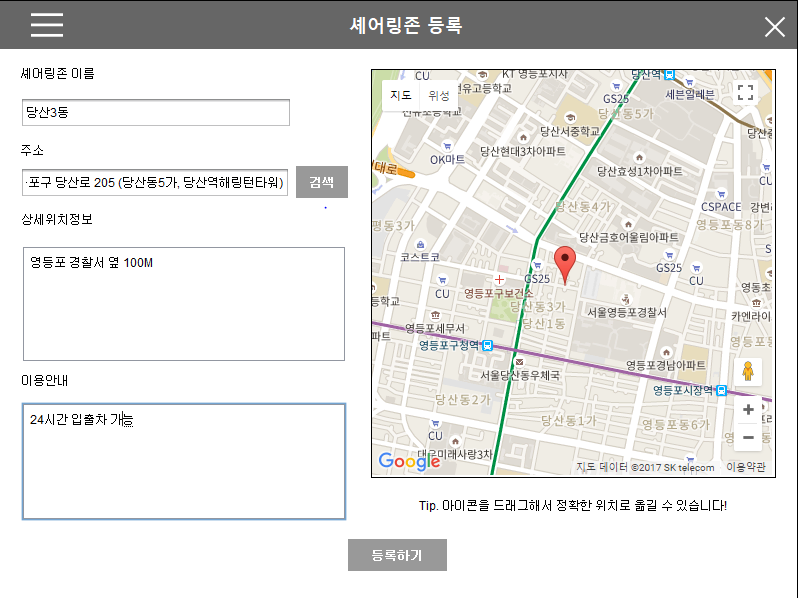 셰어링존 등록
셰어링존 이름
당산3동
주소
포구 당산로 205 (당산동5가, 당산역해링턴타워)
검색
상세위치정보
영등포 경찰서 옆 100M
이용안내
24시간 입출차 가능
지도 위성
CU
KT 영등포지사
당산역
선유고등학교
GS25
세븐일레븐
당산동5가
당산서중학교
OK마트
당산현대3차아파트
당산효성1차아파트
CU
대로
당산동4가
CSPACE
강변
평동3가
당산금호어울림아파트
영등포동8가
코스트코
GS25
CU
GS25
CU
영등포구보건소
등학교
당산동3가
서울영등포경찰서
영등포세무서
당산1동
카엔라이
영등포구청역
영등포경남아파트
서울당산동우체국
영등포시장역
당산동2가
당산동1가
영등포동6가
CU
대우미래사랑3차
CU
Google
지도 데이터 ©2017 SK telecom 이용약관
Tip. 아이콘을 드래그해서 정확한 위치로 옮길 수 있습니다!
등록하기